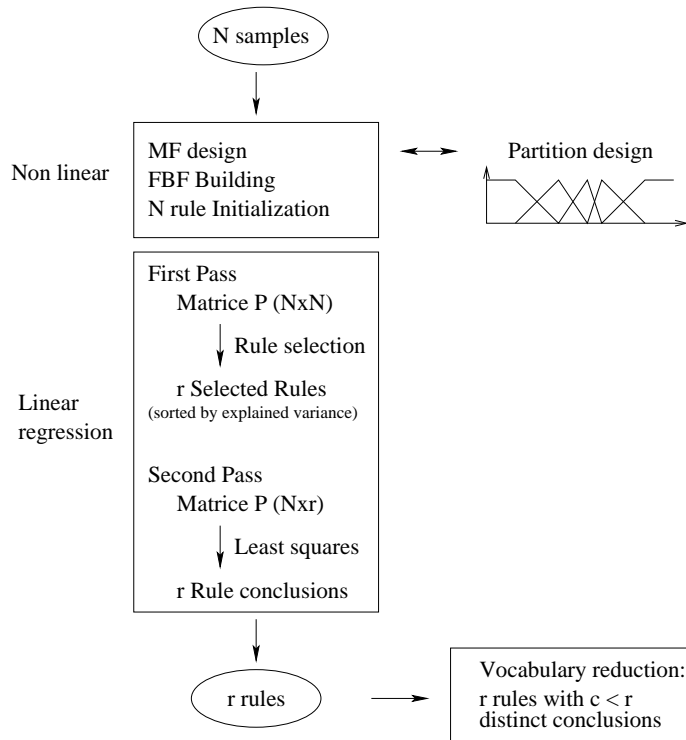 N samples
Non linear
MF design
FBF Building
N rule Initialization
Partition design
Linear
regression
First Pass
Matrice P (NxN)
Rule selection
r Selected Rules
(sorted by explained variance)
Second Pass
Matrice P (Nxr)
Least squares
r Rule conclusions
r rules
Vocabulary reduction:
r rules with c < r
distinct conclusions